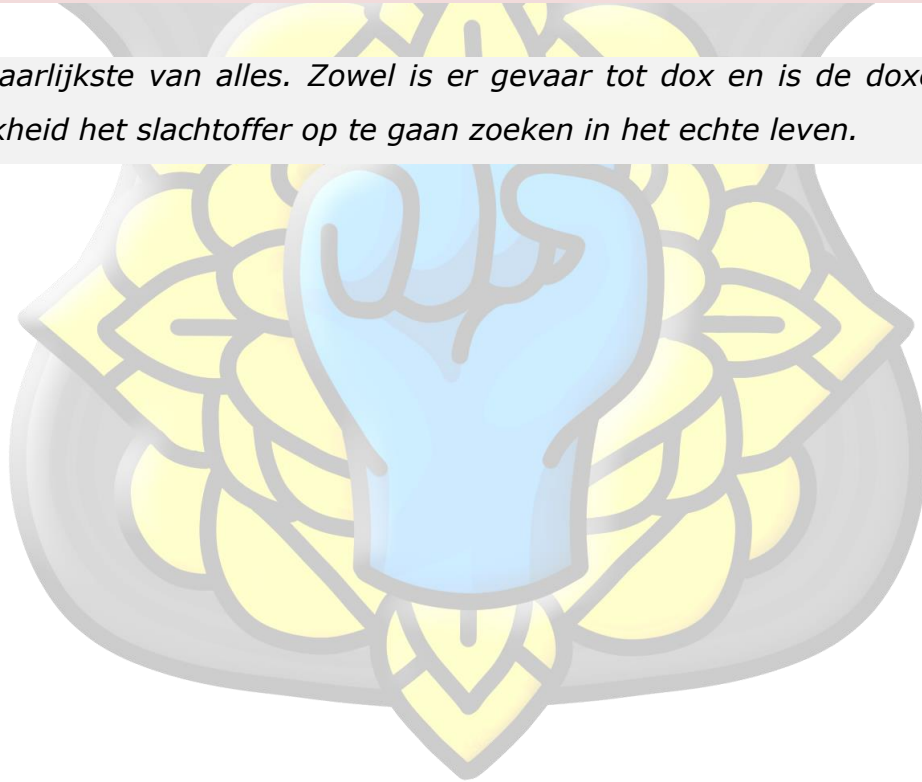 aarlijkste van alles. Zowel is er gevaar tot dox en is de dox
kheid het slachtoffer op te gaan zoeken in het echte leven.